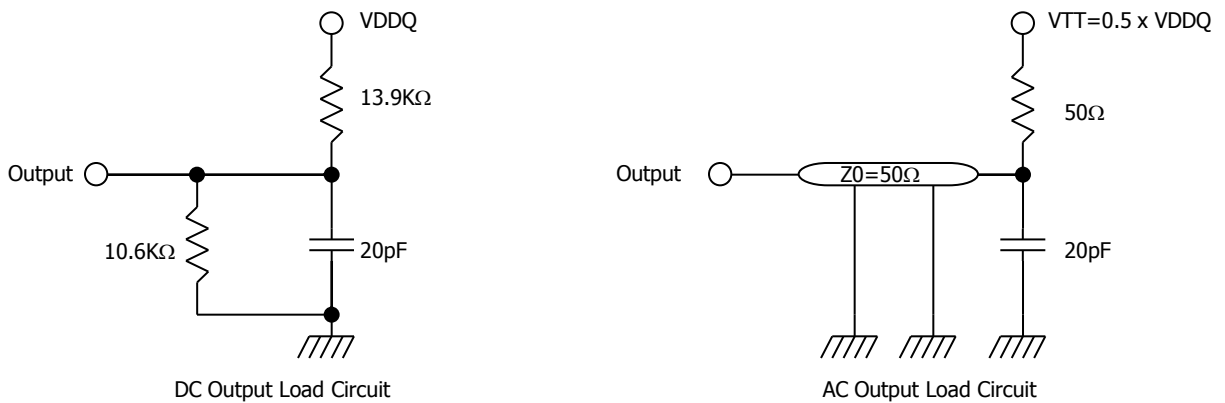 VDDQ
13.9KΩ
Output
10.6KΩ
20pF
DC Output Load Circuit
VTT=0.5 x VDDQ
50Ω
Output
Z0=50Ω
20pF
AC Output Load Circuit